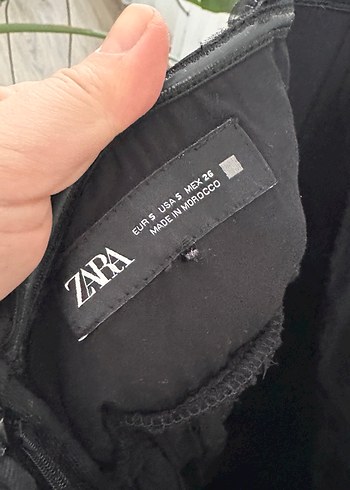 ZARA
EUR S USA S MEX 26
MADE IN MOROCCO